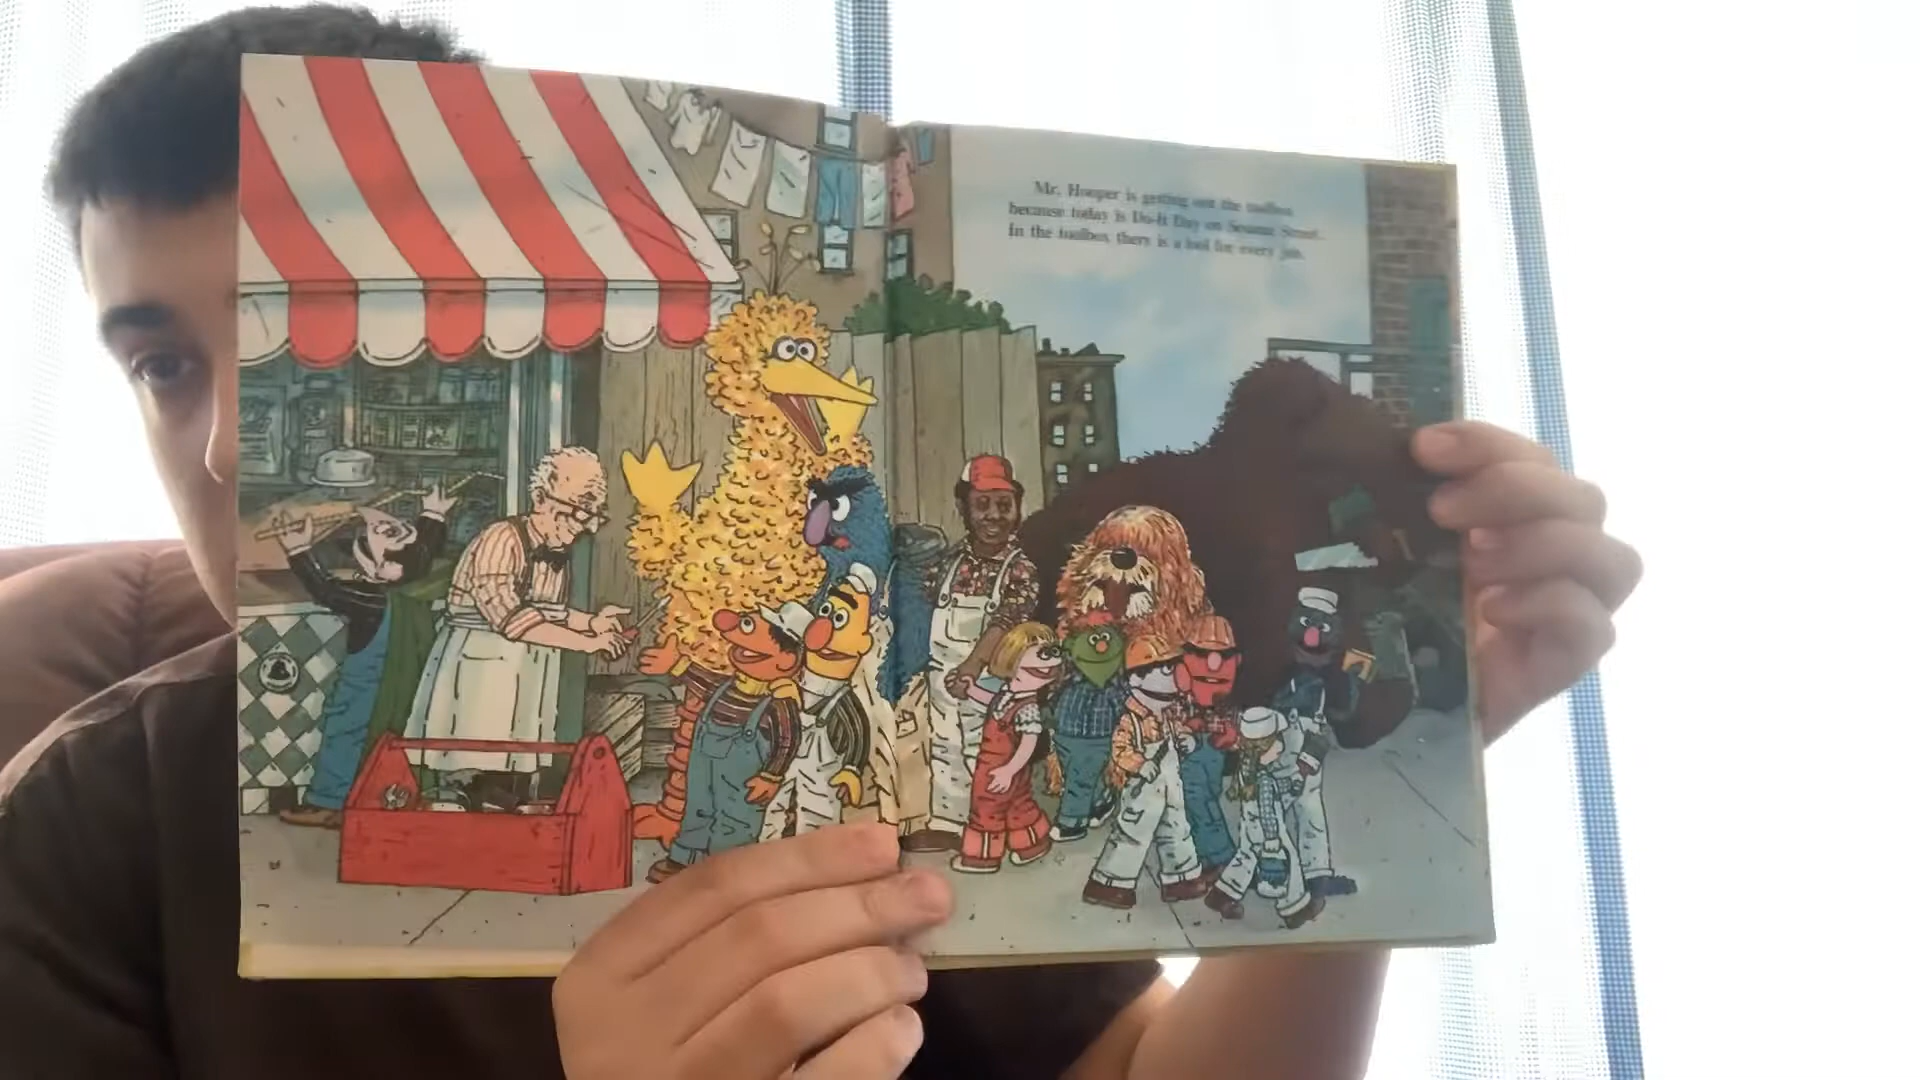 Mr. Hooper is getting out the toolbox
because today is Do-It Day on Sesame Street.
In the toolbox there is a tool for every job.